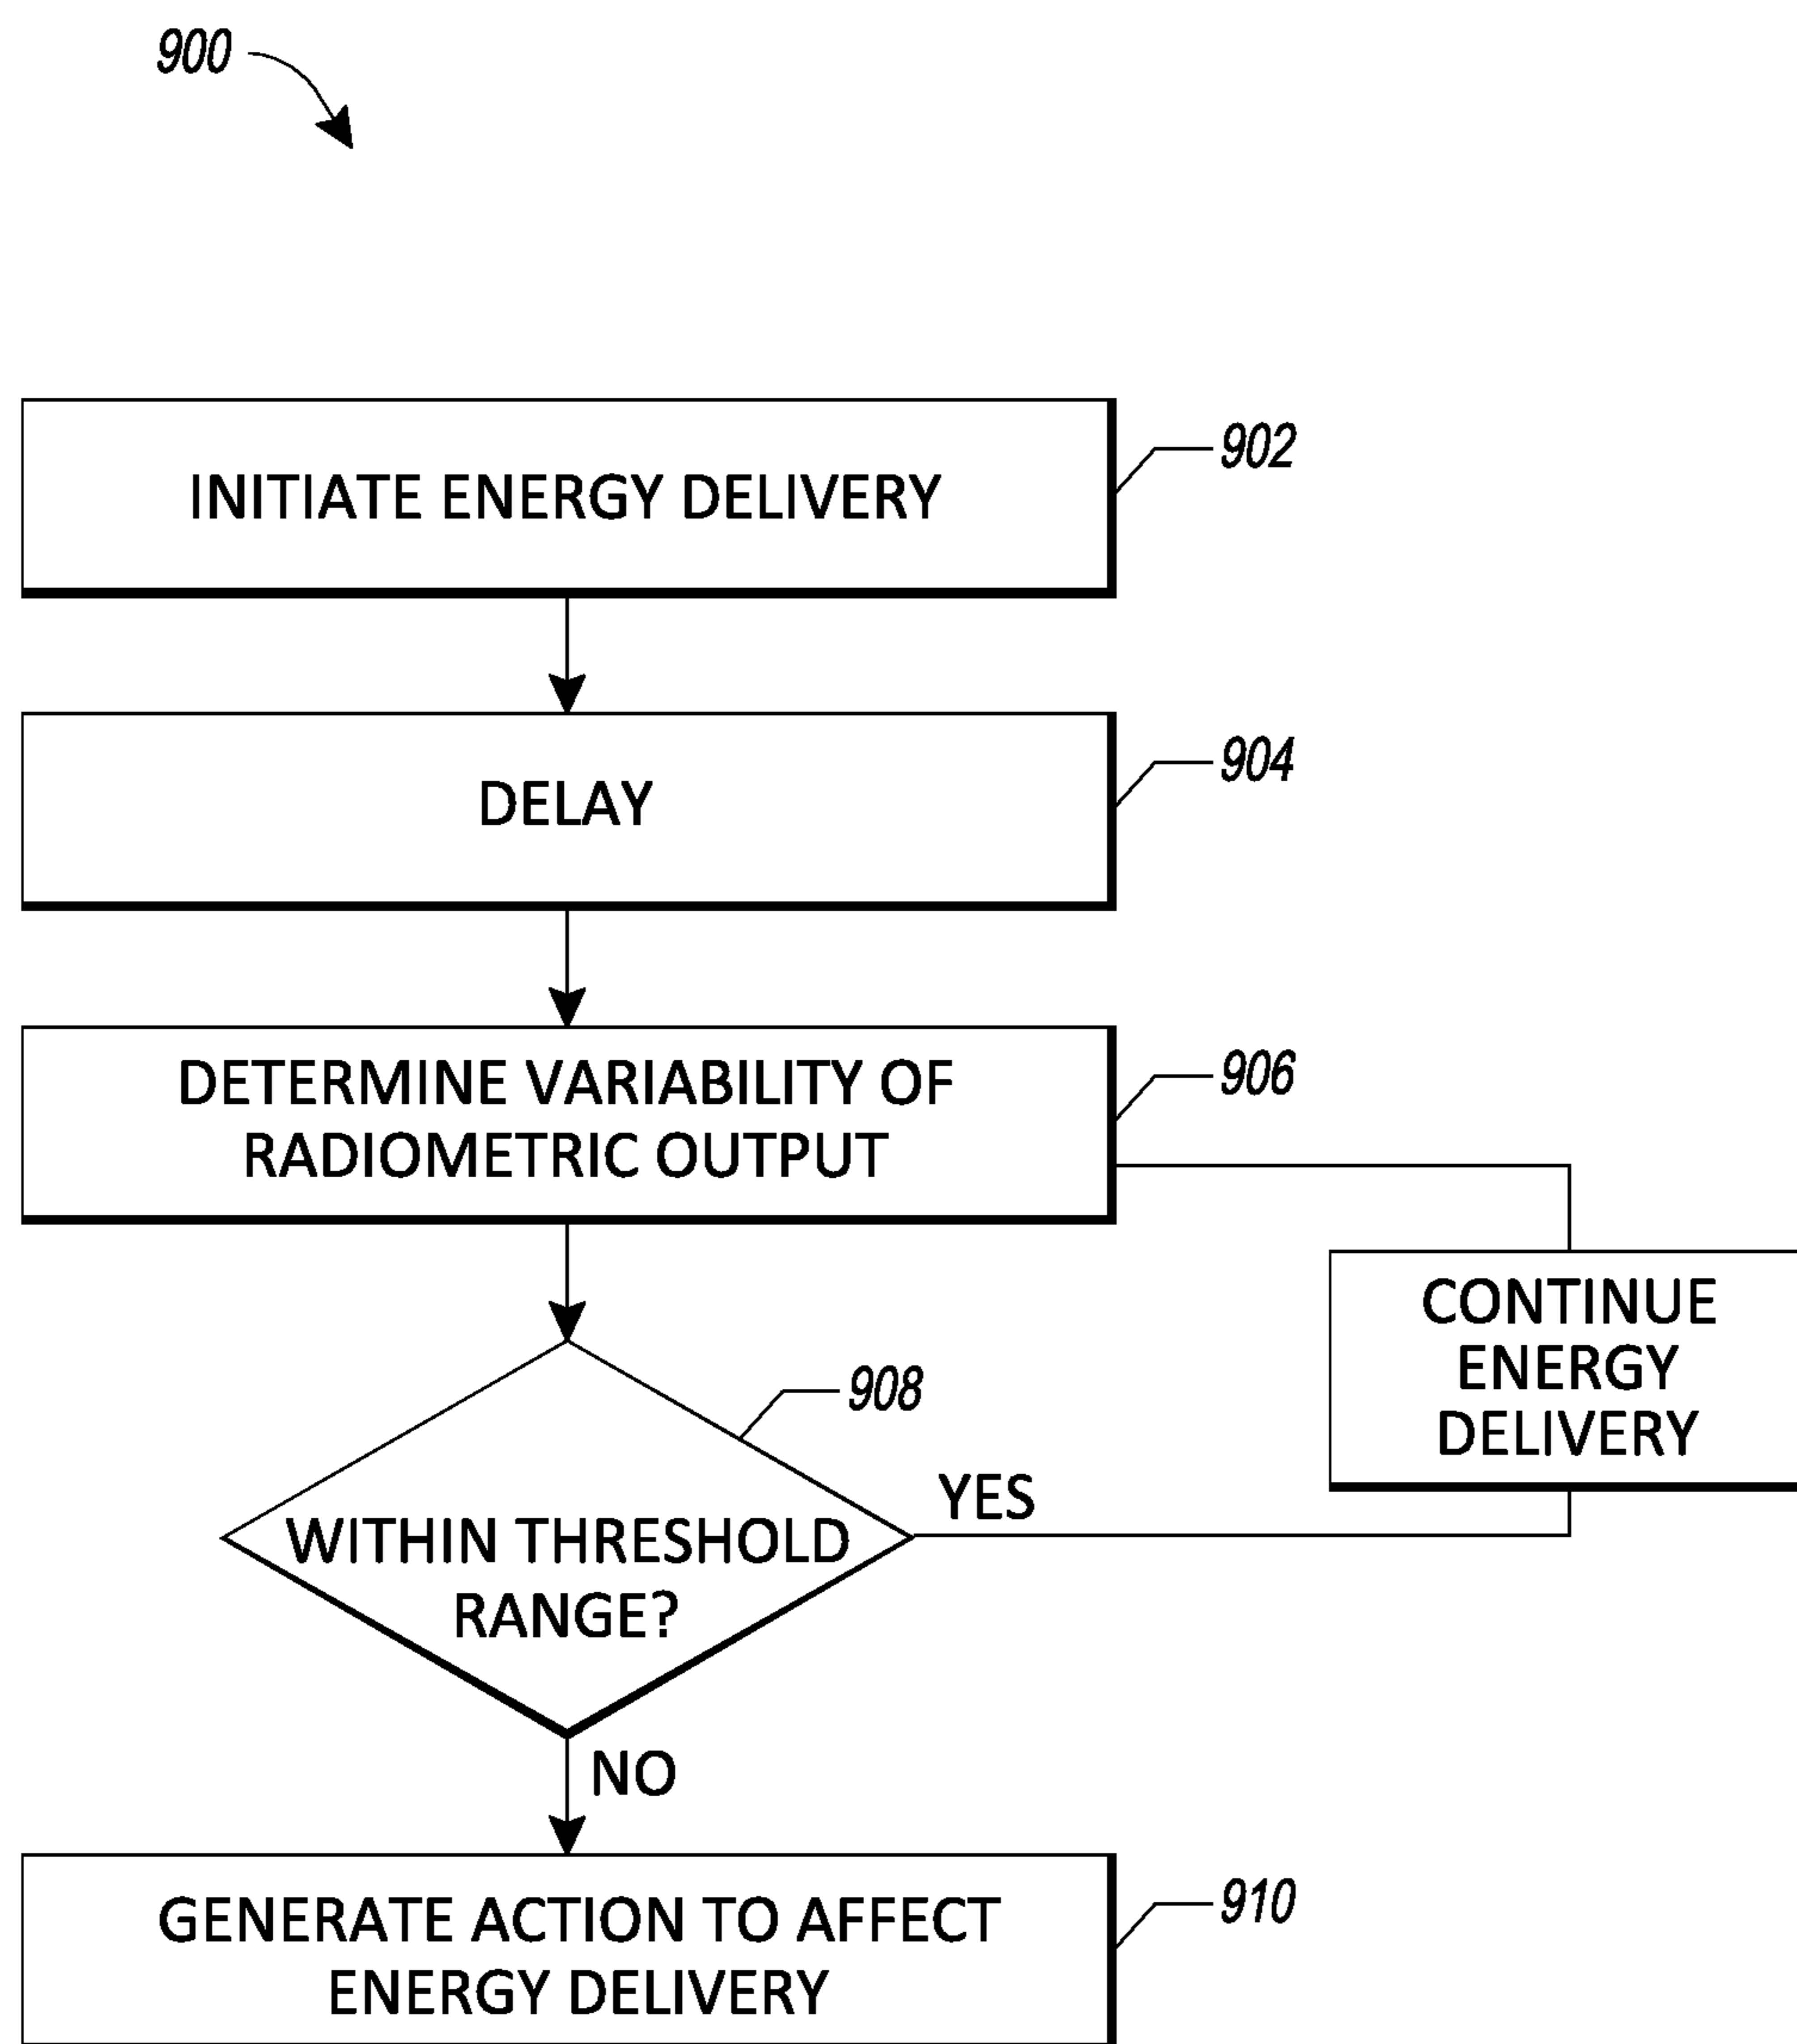 900
INITIATE ENERGY DELIVERY
902
DELAY
904
DETERMINE VARIABILITY OF
RADIOMETRIC OUTPUT
906
CONTINUE
ENERGY
DELIVERY
908
YES
WITHIN THRESHOLD
RANGE?
NO
GENERATE ACTION TO AFFECT
ENERGY DELIVERY
910